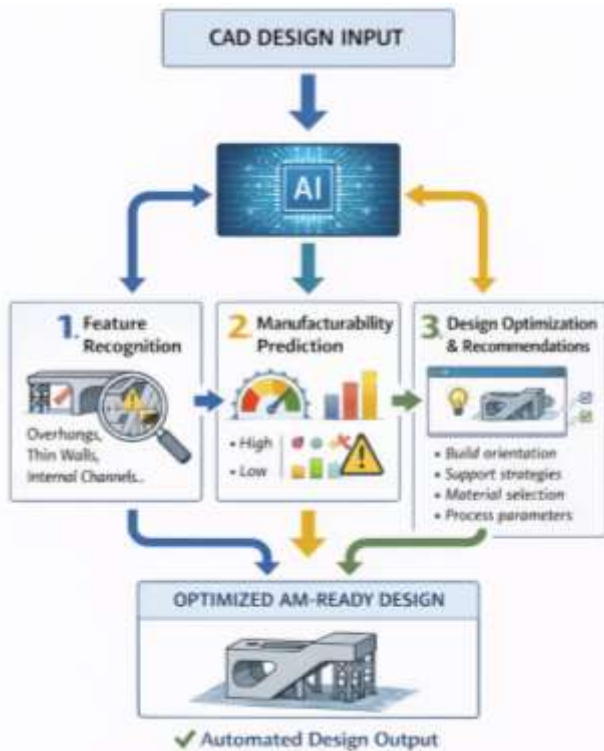 CAD DESIGN INPUT
AI
1. Feature
Recognition
Overhangs,
Thin Walls,
Internal Channels..
2. Manufacturability
Prediction
• High
• Low
3. Design Optimization
& Recommendations
• Build orientation
• Support strategies
• Material selection
• Process parameters
OPTIMIZED AM-READY DESIGN
Automated Design Output